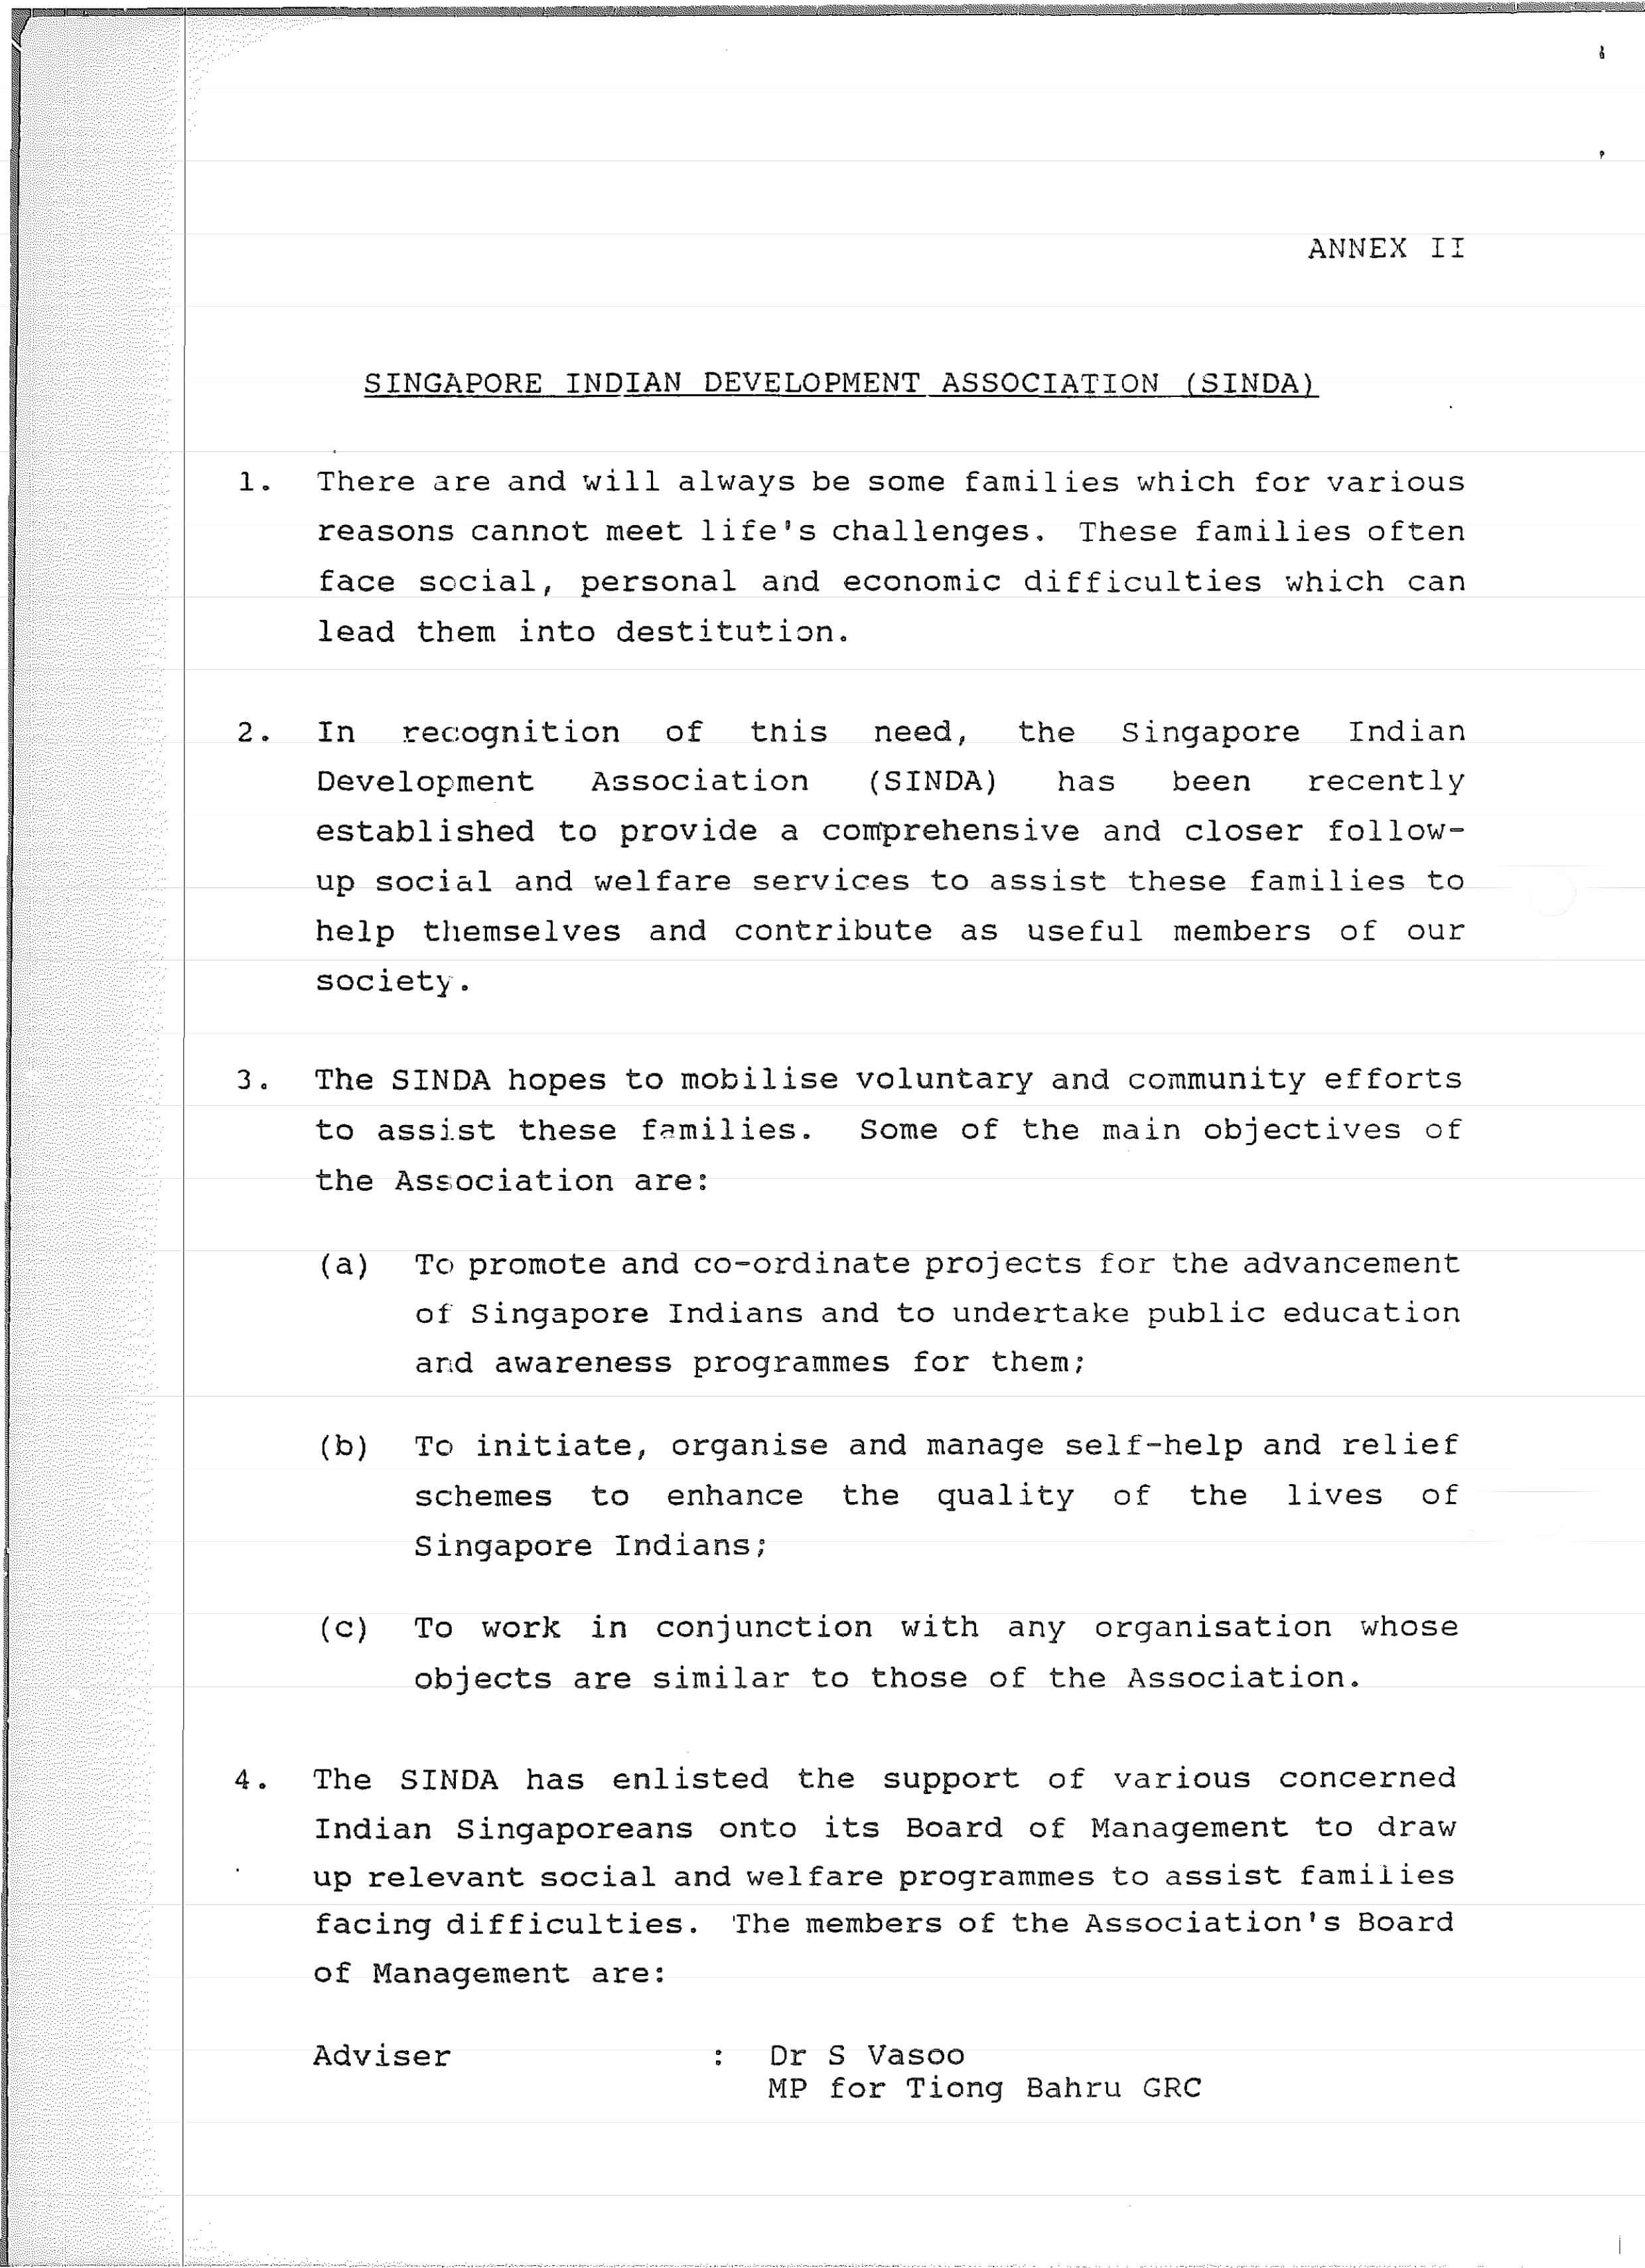 ANNEX II
SINGAPORE INDIAN DEVELOPMENT ASSOCIATION (SINDA)
1. There are and will always be some families which for various
reasons cannot meet life's challenges. These families often
face social, personal and economic difficulties which can
lead them into destitution.
2. In recognition of this need, the Singapore Indian
Development Association (SINDA) has been recently
established to provide a comprehensive and closer follow-
up social and welfare services to assist these families to
help themselves and contribute as useful members of our
society.
3. The SINDA hopes to mobilise voluntary and community efforts
to assist these families. Some of the main objectives of
the Association are:
(a) To promote and co-ordinate projects for the advancement
of Singapore Indians and to undertake public education
and awareness programmes for them;
(b) To initiate, organise and manage self-help and relief
schemes to enhance the quality of the lives of
Singapore Indians;
(c) To work in conjunction with any organisation whose
objects are similar to those of the Association.
4. The SINDA has enlisted the support of various concerned
Indian Singaporeans onto its Board of Management to draw
up relevant social and welfare programmes to assist families
facing difficulties. The members of the Association's Board
of Management are:
Adviser : Dr S Vasoo
MP for Tiong Bahru GRC